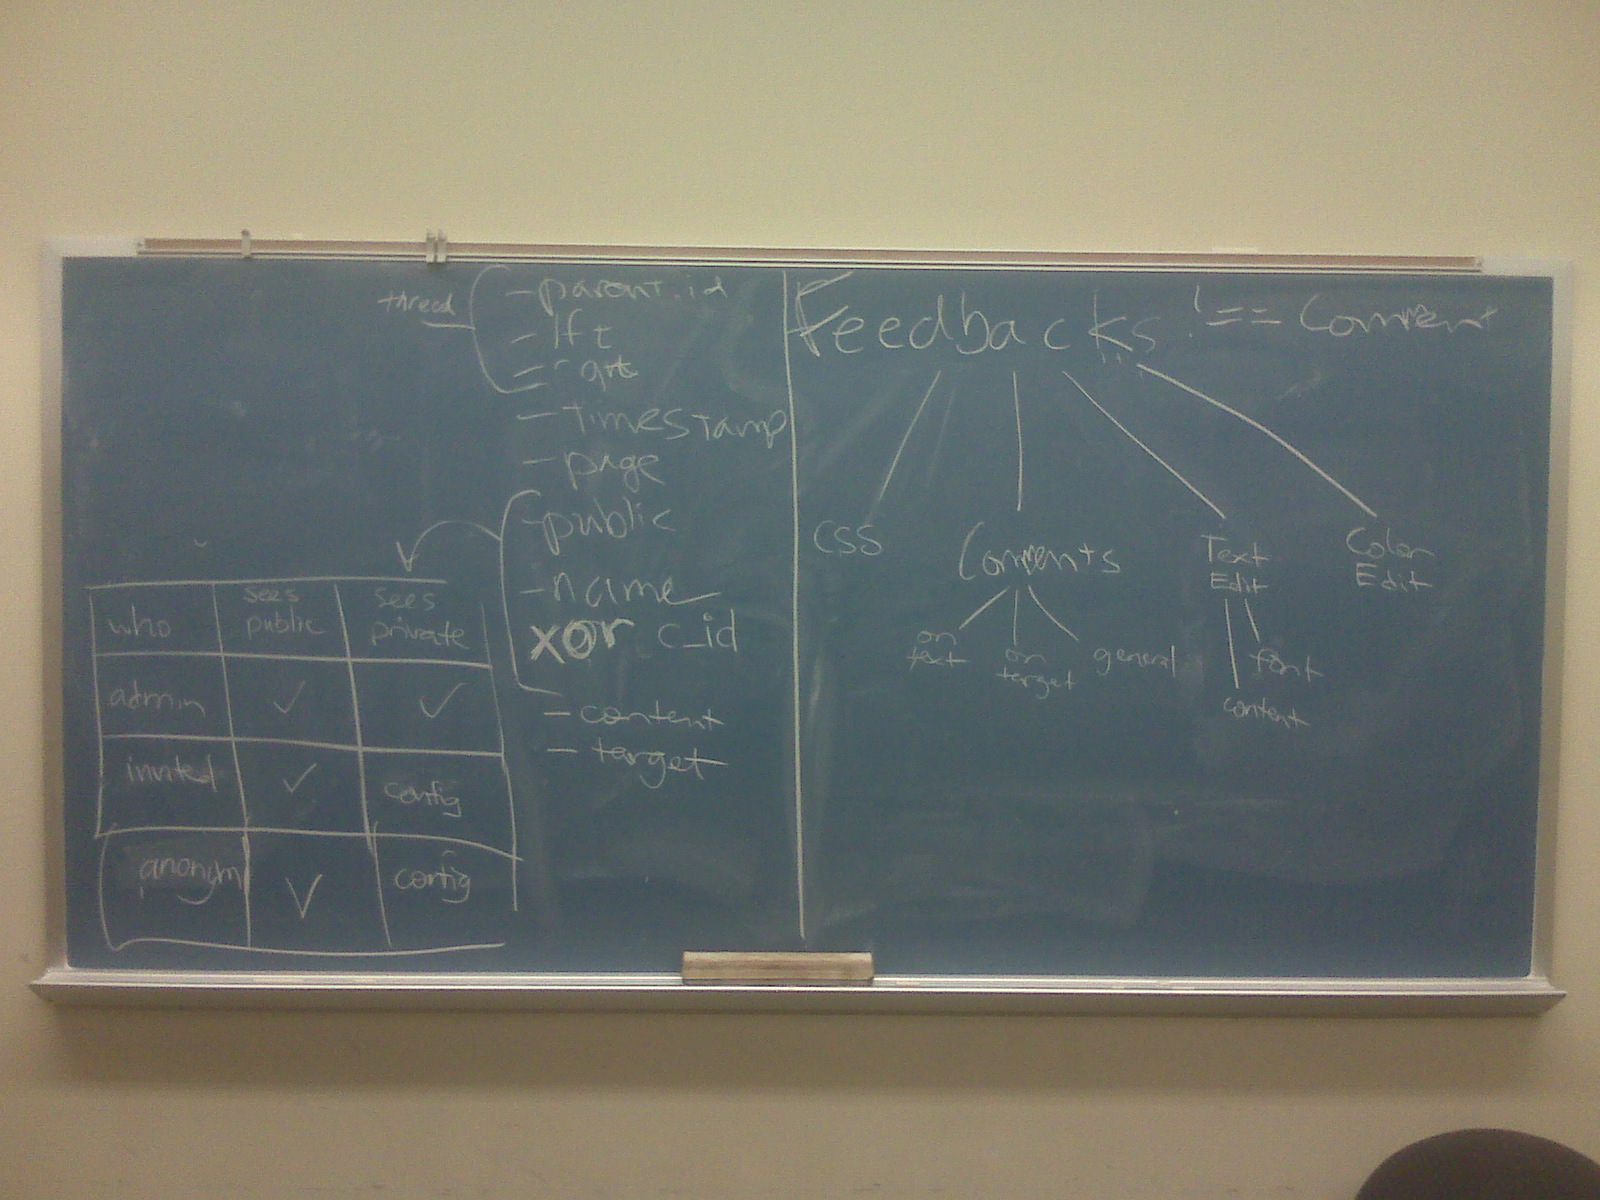 thread
- parent_id
- lft
- rgt
- timestamp
- page
- public
- name
xor c_id
- content
- target
who sees public sees private
admin ✓ ✓
invited ✓ config
anonym ✓ config
Feedbacks !== Comment
CSS
Comments
on text
on target
general
Text
Edit
font
content
Color
Edit